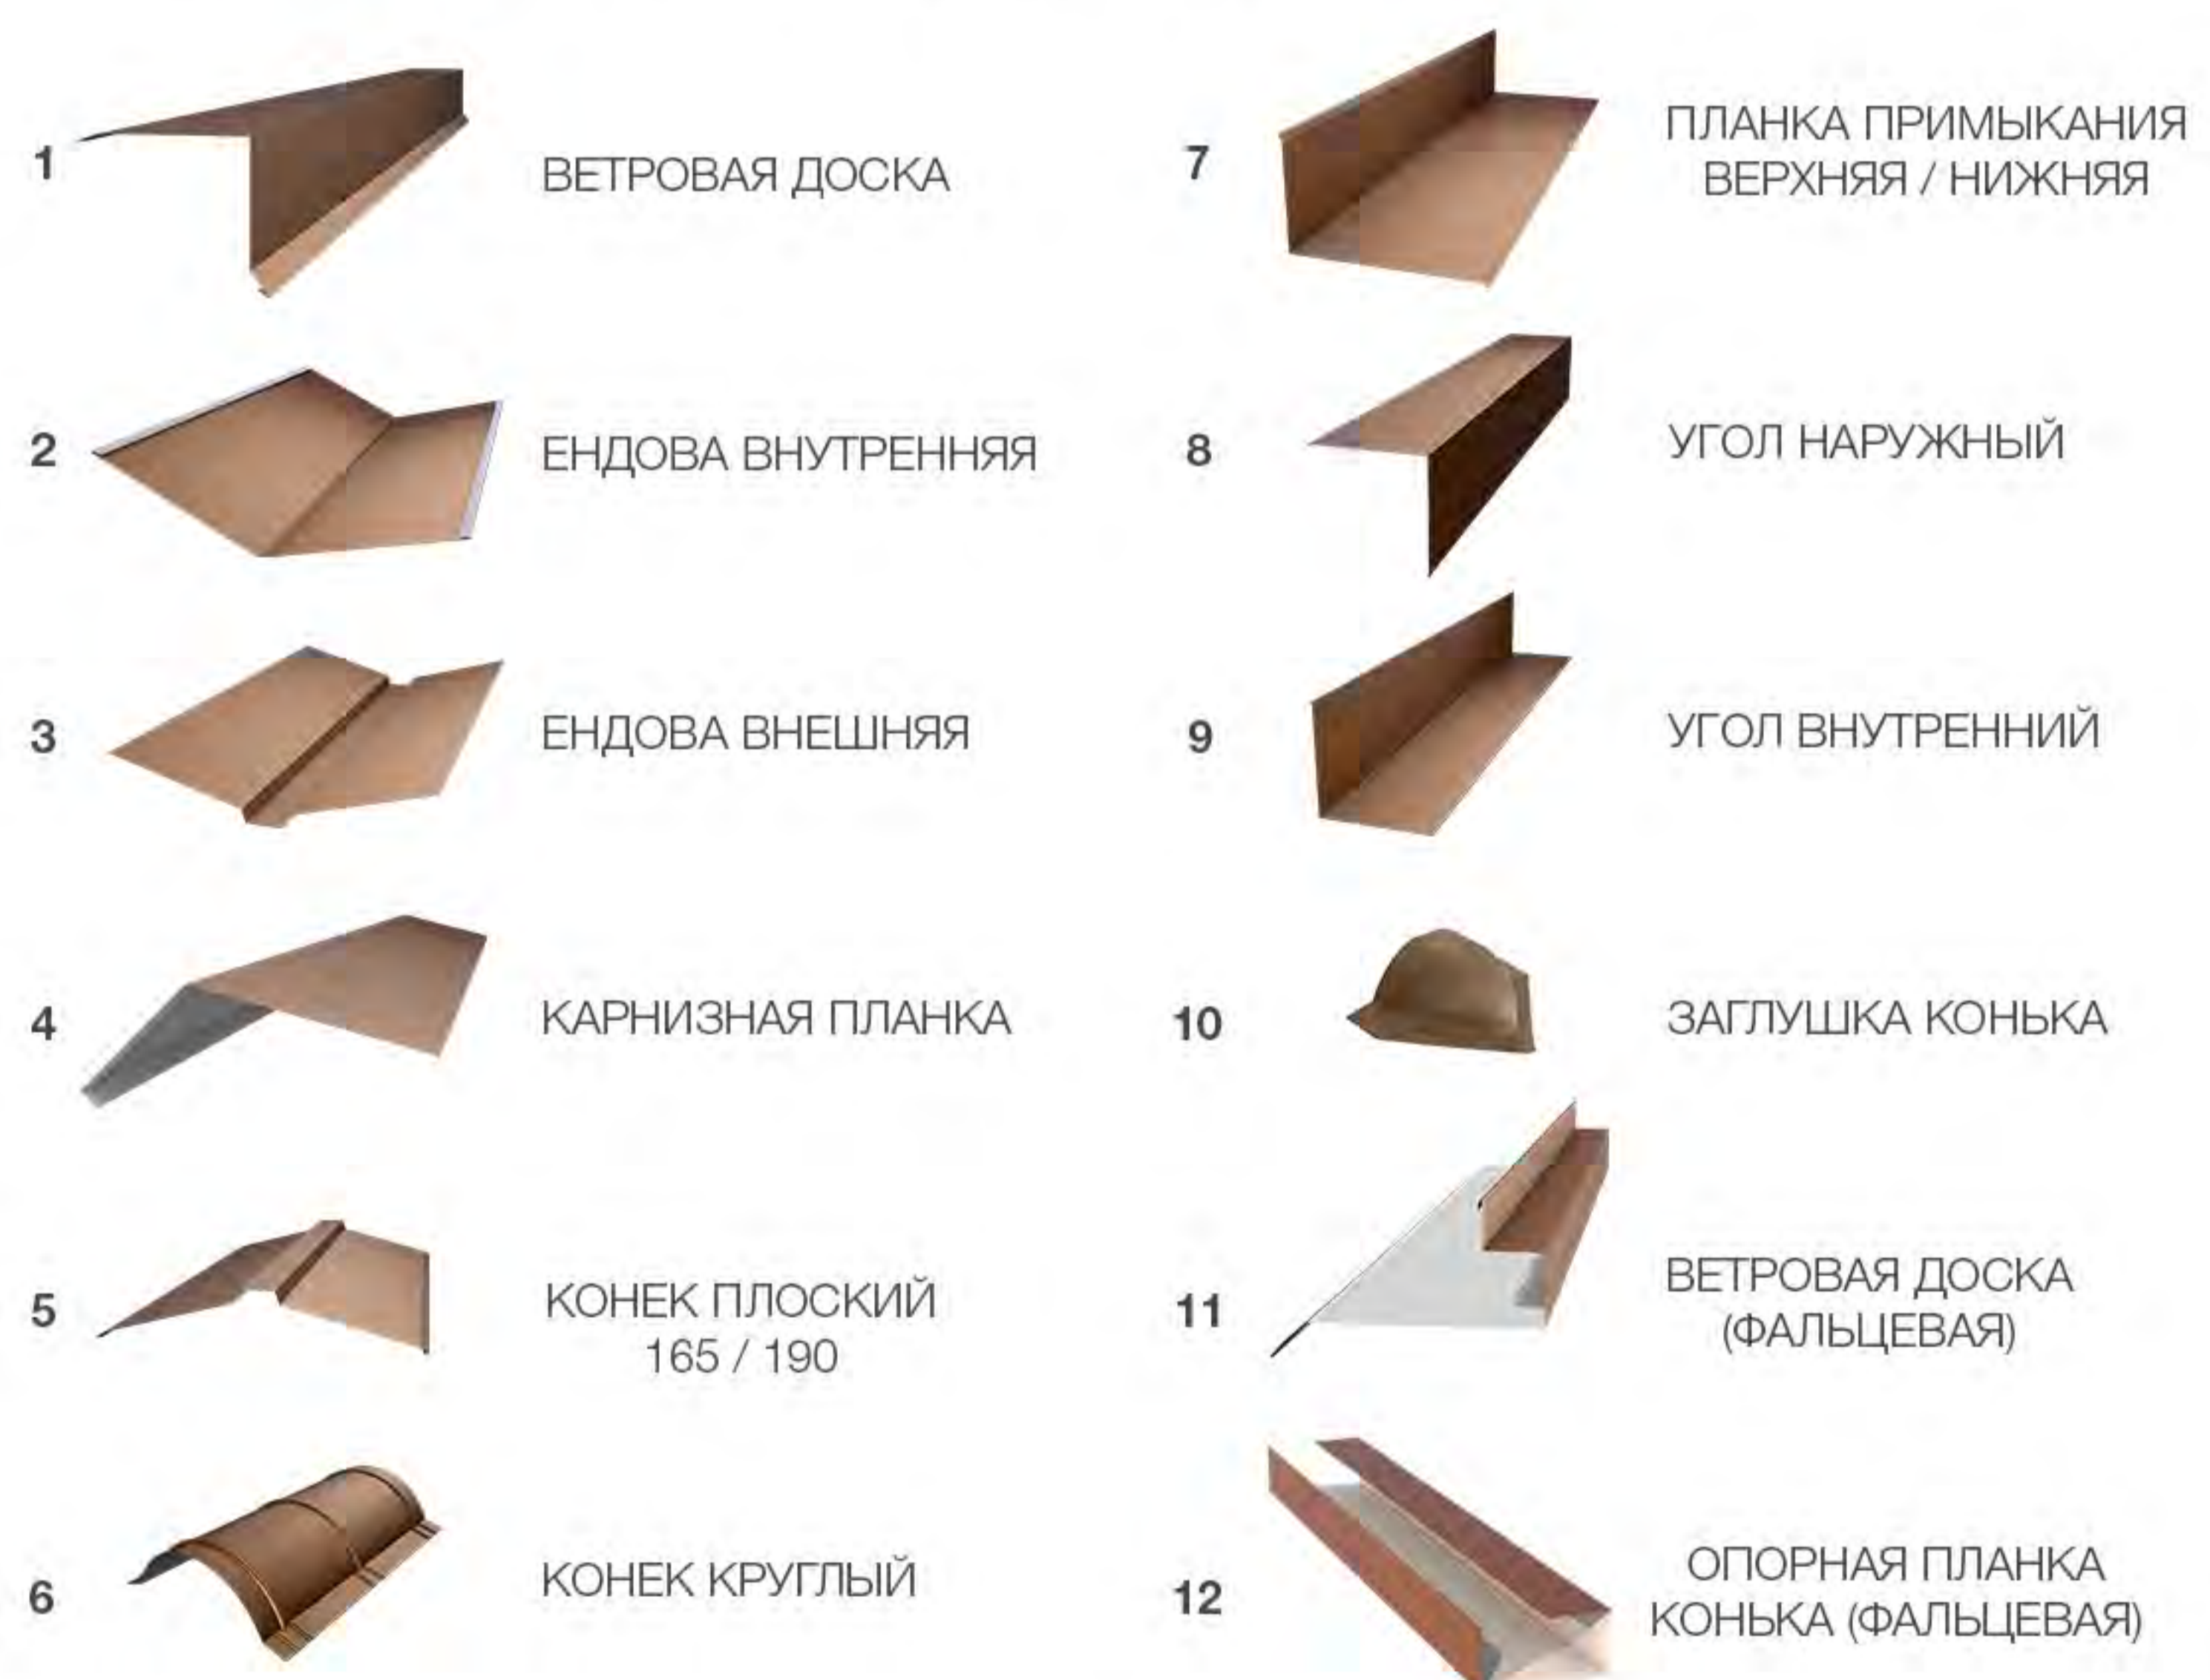 1
ВЕТРОВАЯ ДОСКА
2
ЕНДОВА ВНУТРЕННЯЯ
3
ЕНДОВА ВНЕШНЯЯ
4
КАРНИЗНАЯ ПЛАНКА
5
КОНЕК ПЛОСКИЙ
165 / 190
6
КОНЕК КРУГЛЫЙ
7
ПЛАНКА ПРИМЫКАНИЯ
ВЕРХНЯЯ / НИЖНЯЯ
8
УГОЛ НАРУЖНЫЙ
9
УГОЛ ВНУТРЕННИЙ
10
ЗАГЛУШКА КОНЬКА
11
ВЕТРОВАЯ ДОСКА
(ФАЛЬЦЕВАЯ)
12
ОПОРНАЯ ПЛАНКА
КОНЬКА (ФАЛЬЦЕВАЯ)